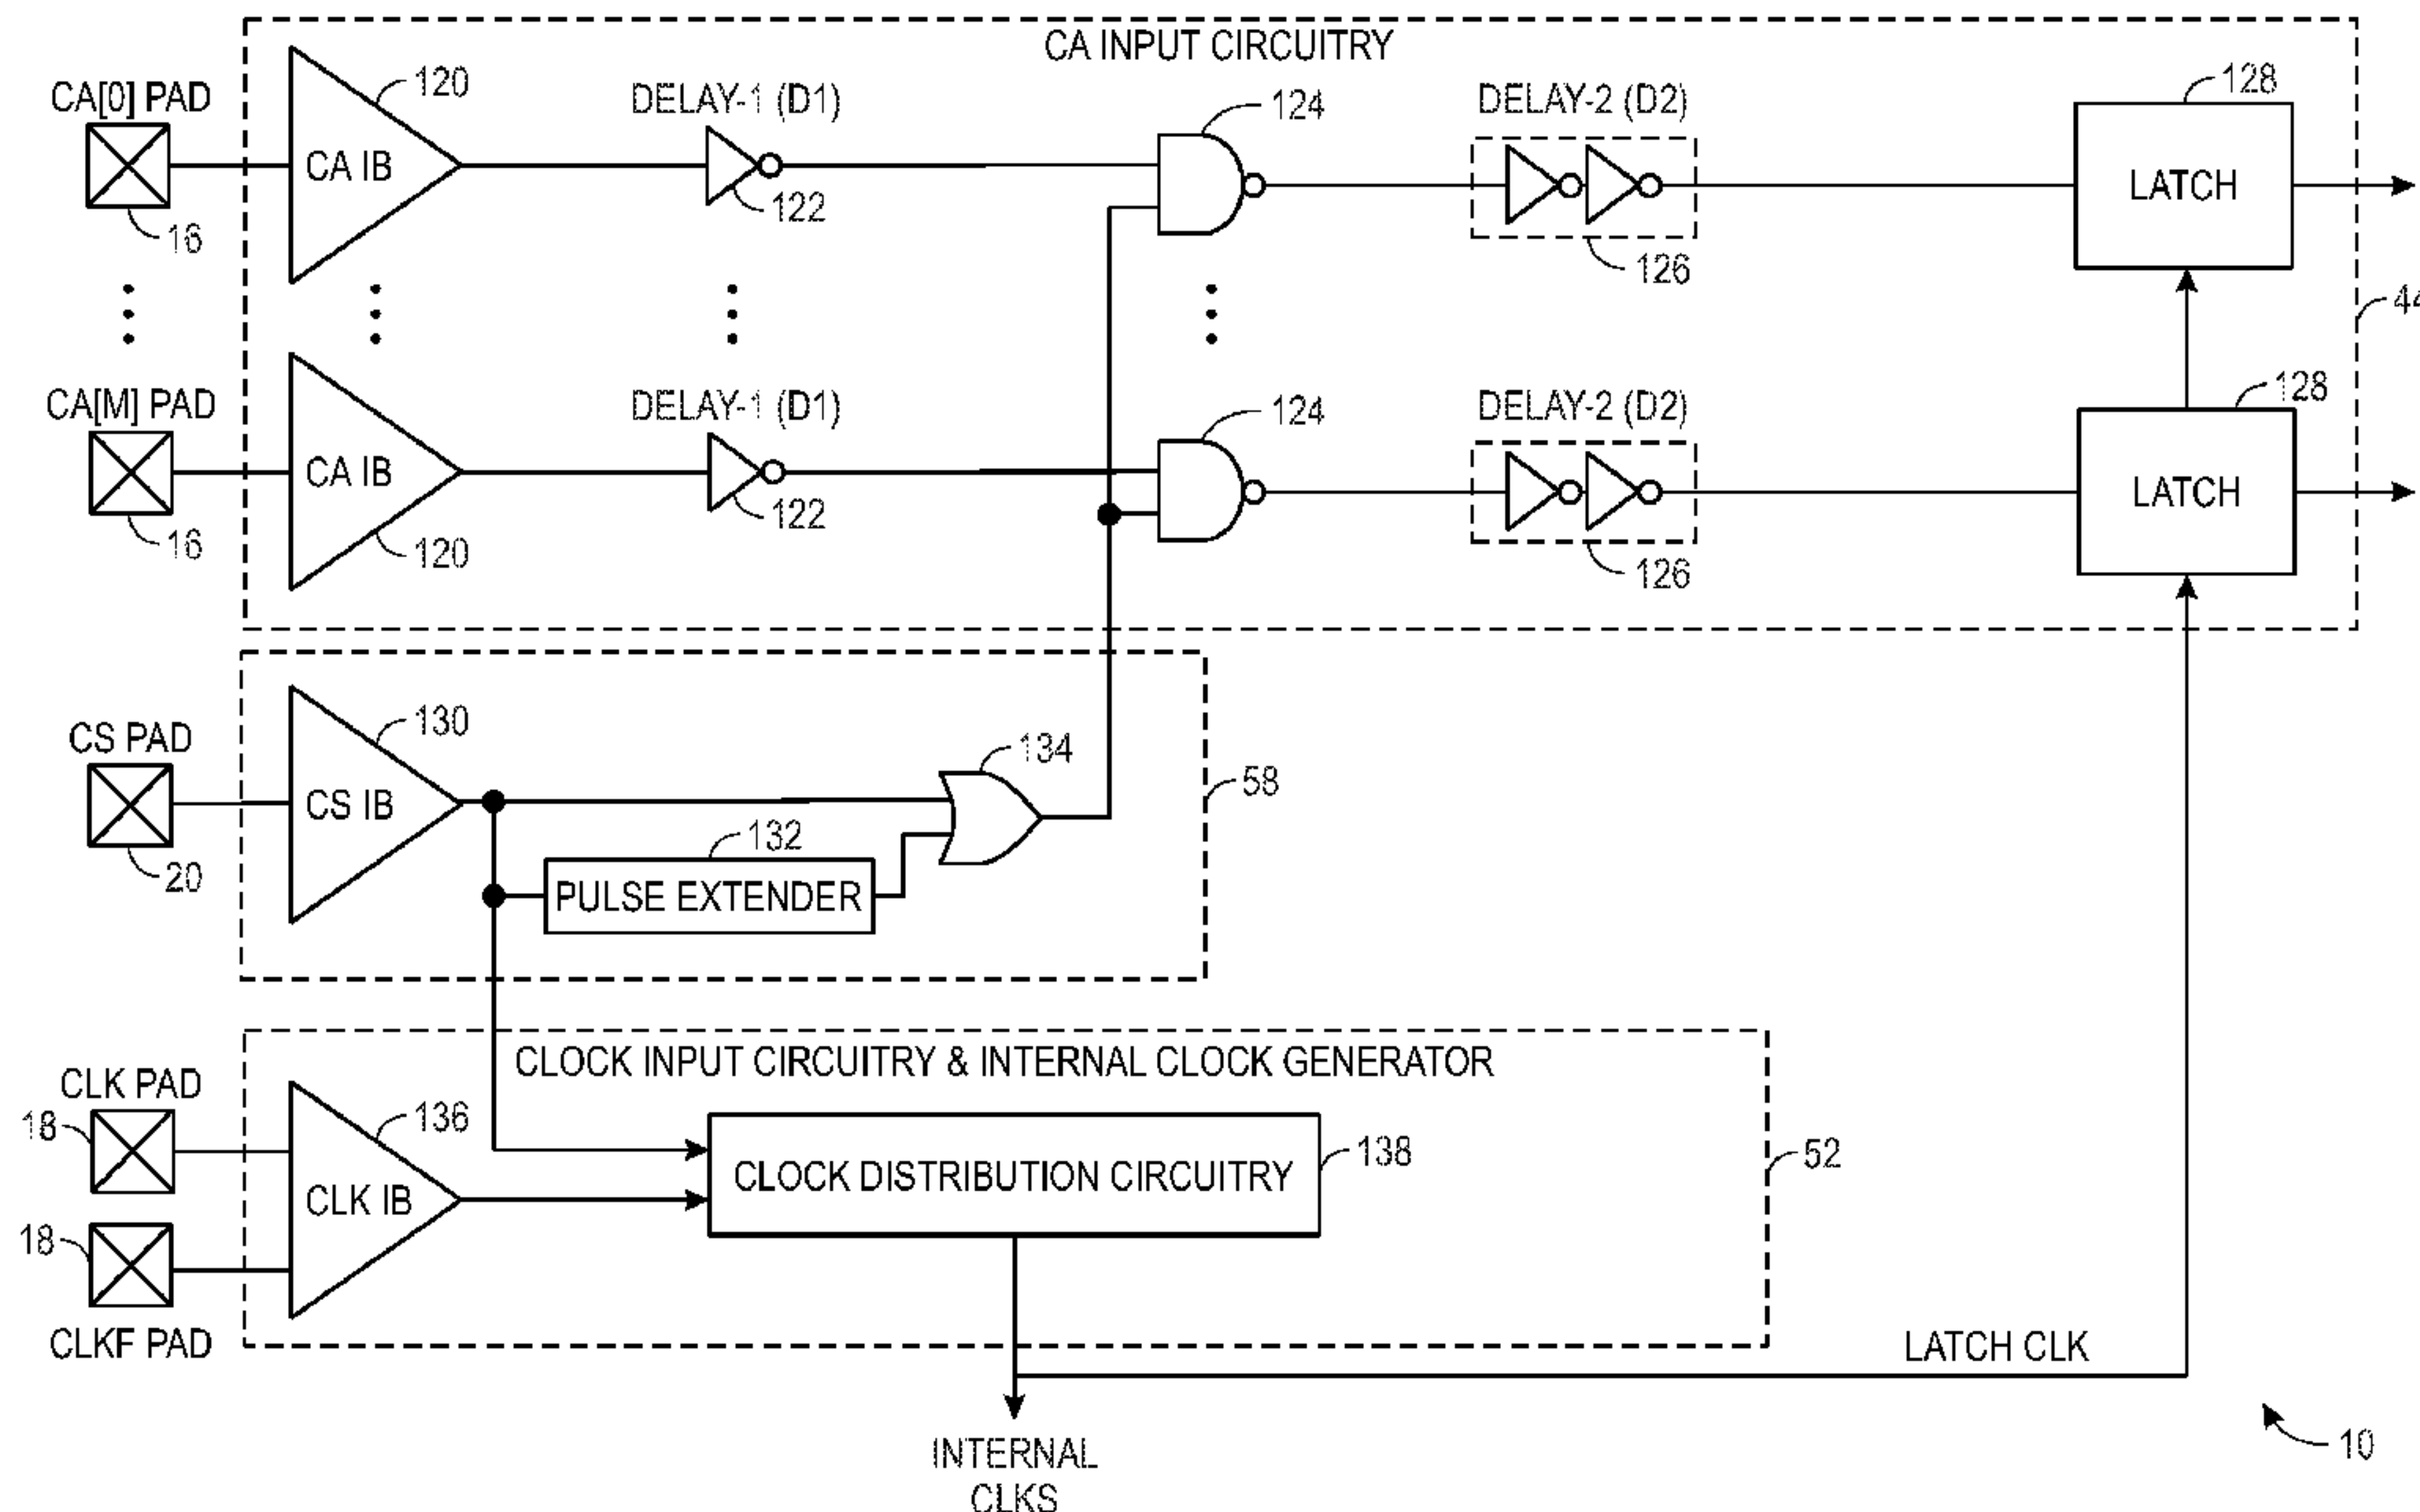 CA INPUT CIRCUITRY
CA[0] PAD
120
DELAY-1 (D1)
124
DELAY-2 (D2)
128
CA IB
LATCH
16
122
126
44
CA[M] PAD
DELAY-1 (D1)
124
DELAY-2 (D2)
128
CA IB
LATCH
16
120
122
126
CS PAD
130
134
58
CS IB
132
20
PULSE EXTENDER
CLOCK INPUT CIRCUITRY & INTERNAL CLOCK GENERATOR
CLK PAD
18
136
138
52
CLOCK DISTRIBUTION CIRCUITRY
CLK IB
18
CLKF PAD
LATCH CLK
INTERNAL
CLKS
10